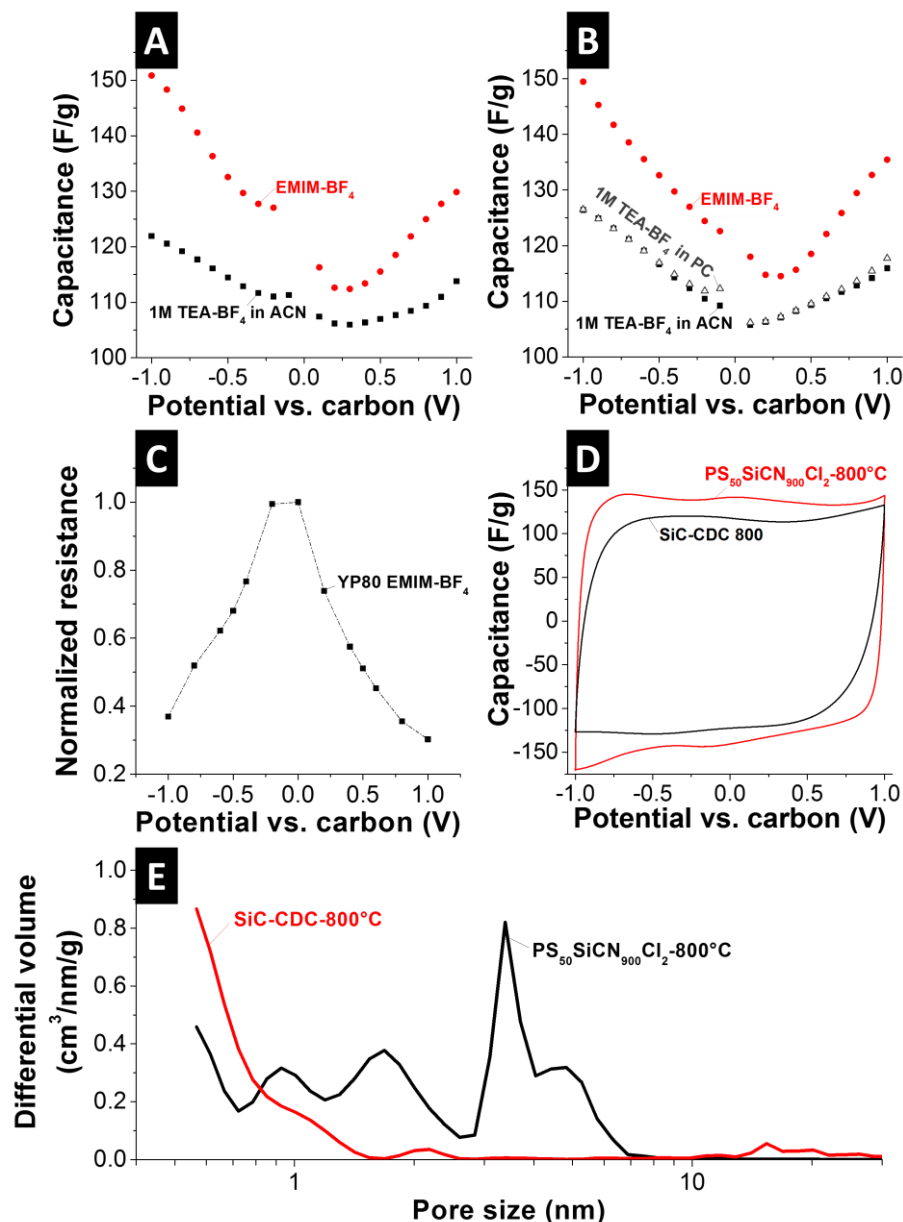 A
B
Capacitance (F/g)
150
140
130
120
110
100
EMIM-BF₄
1M TEA-BF₄ in ACN
-1.0 -0.5 0.0 0.5 1.0
Potential vs. carbon (V)
Capacitance (F/g)
150
140
130
120
110
100
EMIM-BF₄
1M TEA-BF₄ in PC
1M TEA-BF₄ in ACN
-1.0 -0.5 0.0 0.5 1.0
Potential vs. carbon (V)
C
D
Normalized resistance
1.0
0.8
0.6
0.4
0.2
YP80 EMIM-BF₄
-1.0 -0.5 0.0 0.5 1.0
Potential vs. carbon (V)
Capacitance (F/g)
150
100
50
0
-50
-100
-150
PS₅₀SiCN₉₀₀Cl₂-800°C
SiC-CDC 800
-1.0 -0.5 0.0 0.5 1.0
Potential vs. carbon (V)
E
Differential volume
(cm³/nm/g)
1.0
0.8
0.6
0.4
0.2
0.0
SiC-CDC-800°C
PS₅₀SiCN₉₀₀Cl₂-800°C
1 10
Pore size (nm)